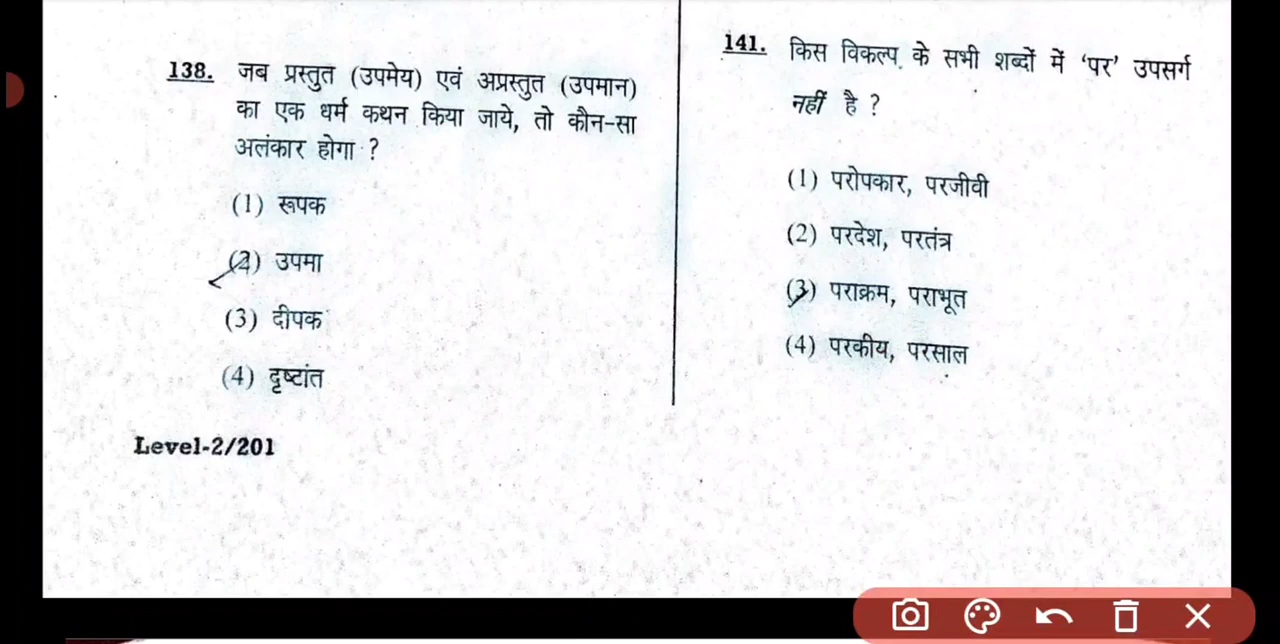 138. जब प्रस्तुत (उपमेय) एवं अप्रस्तुत (उपमान)
का एक धर्म कथन किया जाये, तो कौन-सा
अलंकार होगा ?
(1) रूपक
(2) उपमा
(3) दीपक
(4) दृष्टांत
Level-2/201
141. किस विकल्प के सभी शब्दों में 'पर' उपसर्ग
नहीं है ?
(1) परोपकार, परजीवी
(2) परदेश, परतंत्र
(3) पराक्रम, पराभूत
(4) परकीय, परसाल